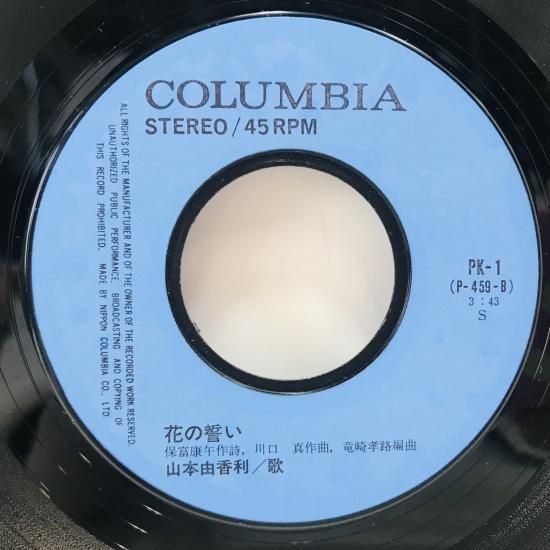 COLUMBIA
STEREO/45RPM
ALL RIGHTS OF THE MANUFACTURER AND OF THE OWNER OF THE RECORDED WORK RESERVED.
UNAUTHORIZED PUBLIC PERFORMANCE, BROADCASTING AND COPYING OF
THIS RECORD PROHIBITED. MADE BY NIPPON COLUMBIA CO., LTD.
PK-1
(P-459-B)
3:43
S
花の誓い
保富康午作詩, 川口 真作曲, 竜崎孝路編曲
山本由香利/歌